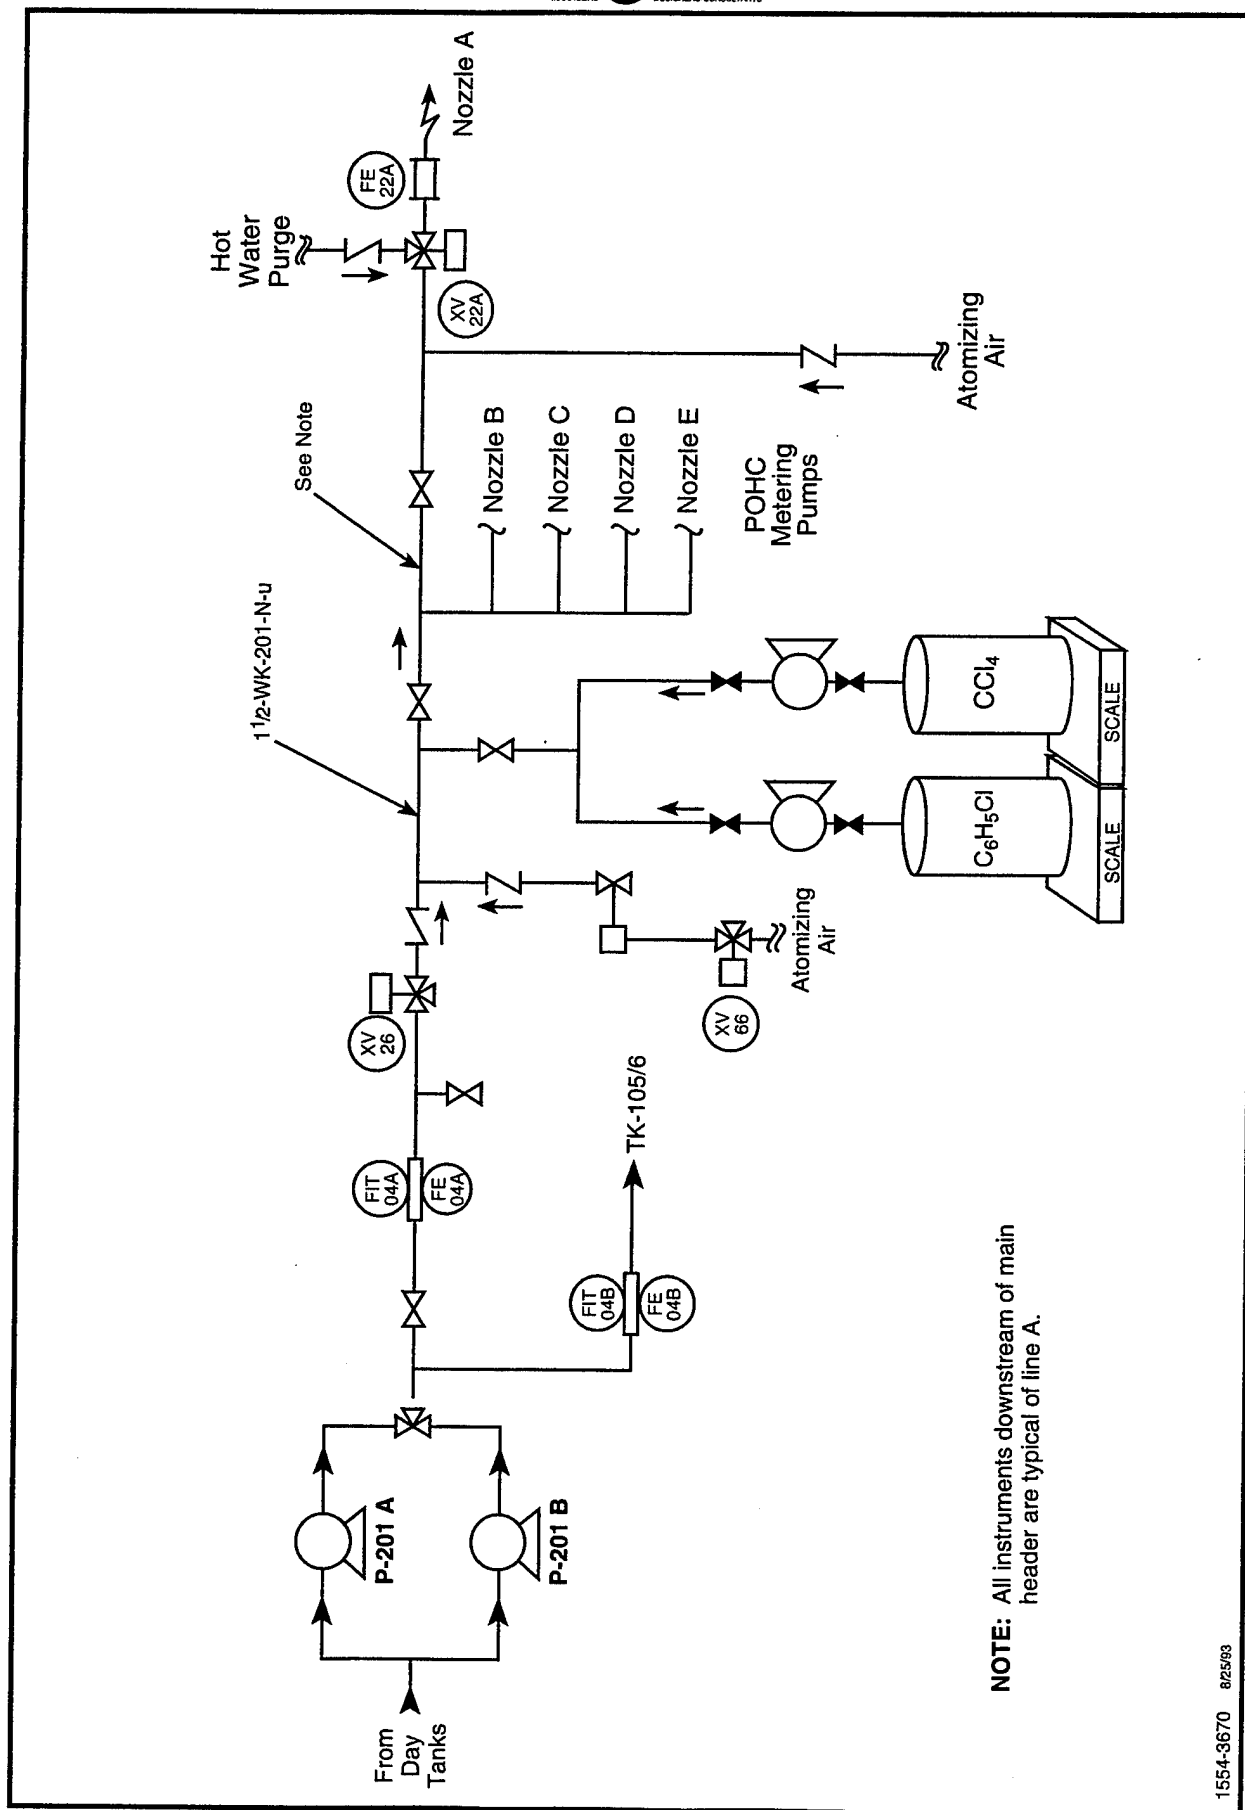 From
Day
Tanks
P-201 A
P-201 B
FIT
04A
FE
04A
FIT
04B
FE
04B
TK-105/6
XV
26
XV
66
Atomizing
Air
1 1/2-WK-201-N-u
See Note
Nozzle B
Nozzle C
Nozzle D
Nozzle E
POHC
Metering
Pumps
C6H5Cl
SCALE
CCl4
SCALE
Hot
Water
Purge
XV
22A
FE
22A
Nozzle A
Atomizing
Air
NOTE: All instruments downstream of main
header are typical of line A.
1554-3670 8/25/93